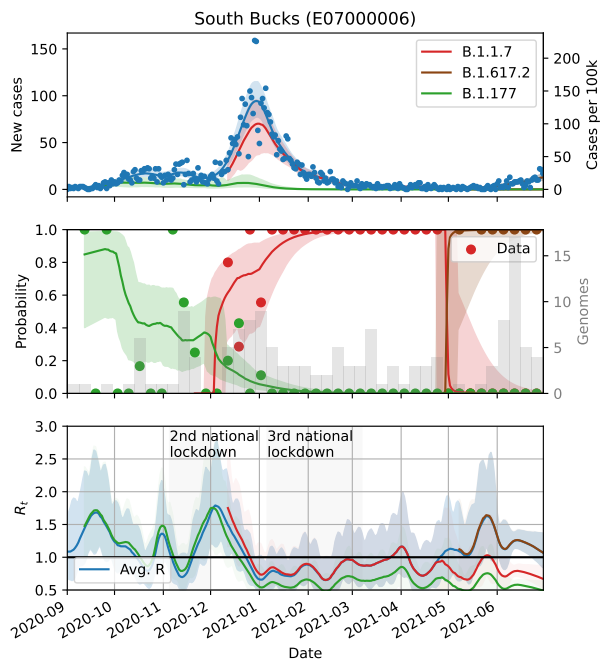 South Bucks (E07000006)
150
100
50
0
New cases
B.1.1.7
B.1.617.2
B.1.177
200
150
100
50
0
Cases per 100k
1.0
0.8
0.6
0.4
0.2
0.0
Probability
Data
15
10
5
0
Genomes
3.0
2.5
2.0
1.5
1.0
0.5
Rt
2nd national
lockdown
3rd national
lockdown
Avg. R
2020-09
2020-10
2020-11
2020-12
2021-01
2021-02
2021-03
2021-04
2021-05
2021-06
Date